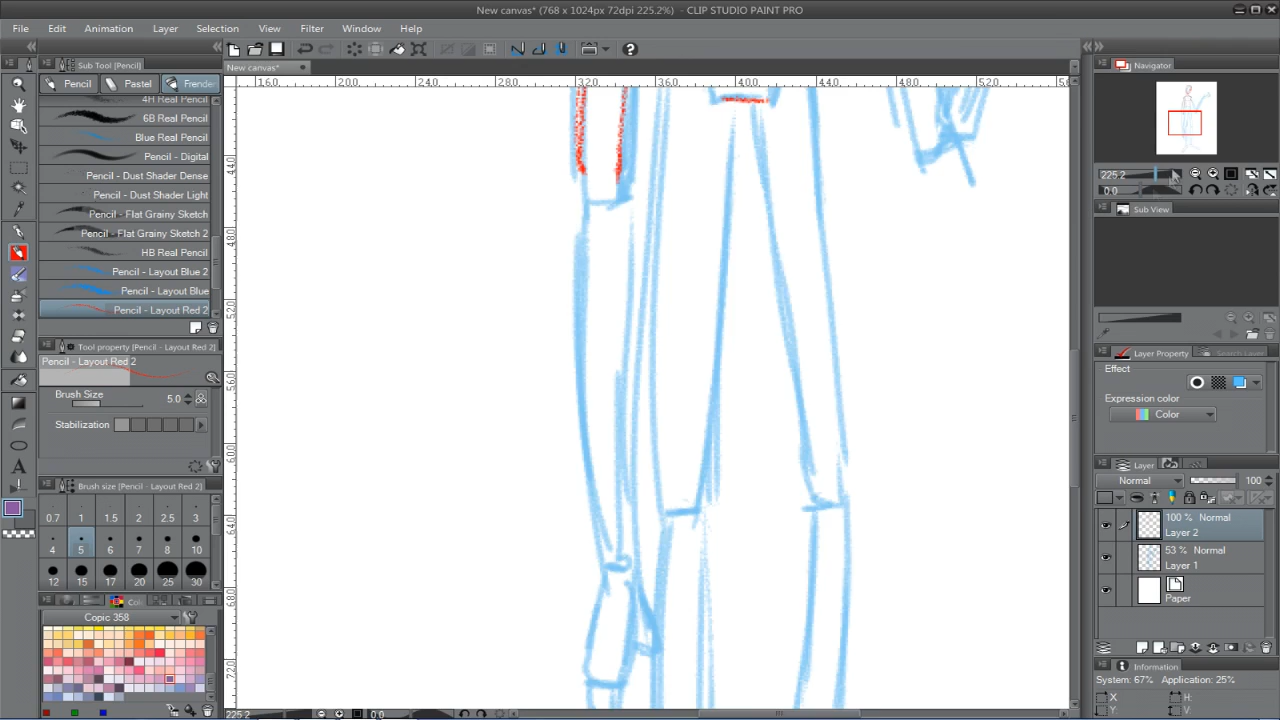 New canvas* (768 x 1024px 72dpi 225.2%) - CLIP STUDIO PAINT PRO
File Edit Animation Layer Selection View Filter Window Help
Sub Tool [Pencil]
Pencil Pastel Frende
4H Real Pencil
6B Real Pencil
Blue Real Pencil
Pencil - Digital
Pencil - Dust Shader Dense
Pencil - Dust Shader Light
Pencil - Flat Grainy Sketch
Pencil - Flat Grainy Sketch 2
HB Real Pencil
Pencil - Layout Blue 2
Pencil - Layout Blue
Pencil - Layout Red 2
Tool property [Pencil - Layout Red 2]
Pencil - Layout Red 2
Brush Size 5.0
Stabilization
Brush size [Pencil - Layout Red 2]
0.7 1 1.5 2 2.5 3
4 5 6 7 8 10
12 15 17 20 25 30
Col
Copic 358
New canvas*
225.2 0.0
Navigator
225.2
0.0
Sub View
Layer Property Search Layer
Effect
Expression color
Color
Layer
Normal 100
100 % Normal
Layer 2
53 % Normal
Layer 1
Paper
Information
System: 67% Application: 25%
X H:
Y: V: